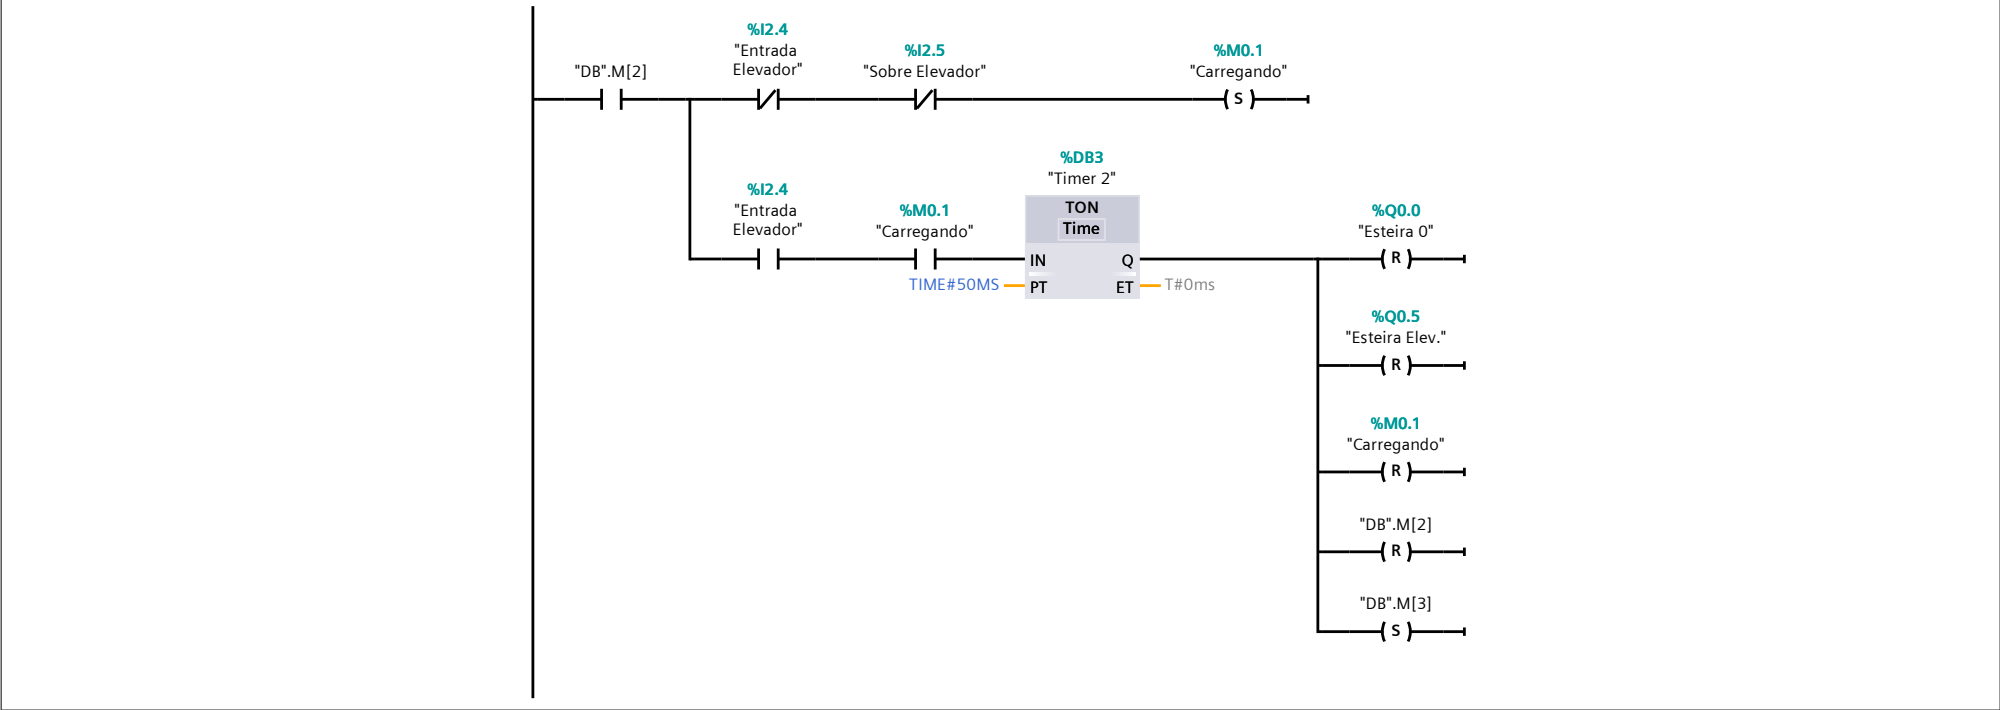 "DB".M[2]
%I2.4
"Entrada
Elevador"
%I2.5
"Sobre Elevador"
%M0.1
"Carregando"
S
%I2.4
"Entrada
Elevador"
%M0.1
"Carregando"
%DB3
"Timer 2"
TON
Time
IN
Q
TIME#50MS
PT
ET
T#0ms
%Q0.0
"Esteira 0"
R
%Q0.5
"Esteira Elev."
R
%M0.1
"Carregando"
R
"DB".M[2]
R
"DB".M[3]
S